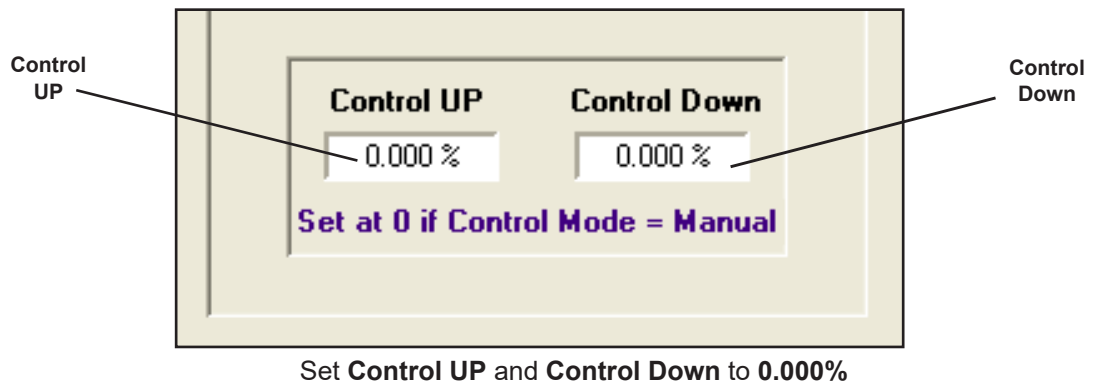 Control
UP
Control
Down
Control UP Control Down
0.000 % 0.000 %
Set at 0 if Control Mode = Manual
Set Control UP and Control Down to 0.000%